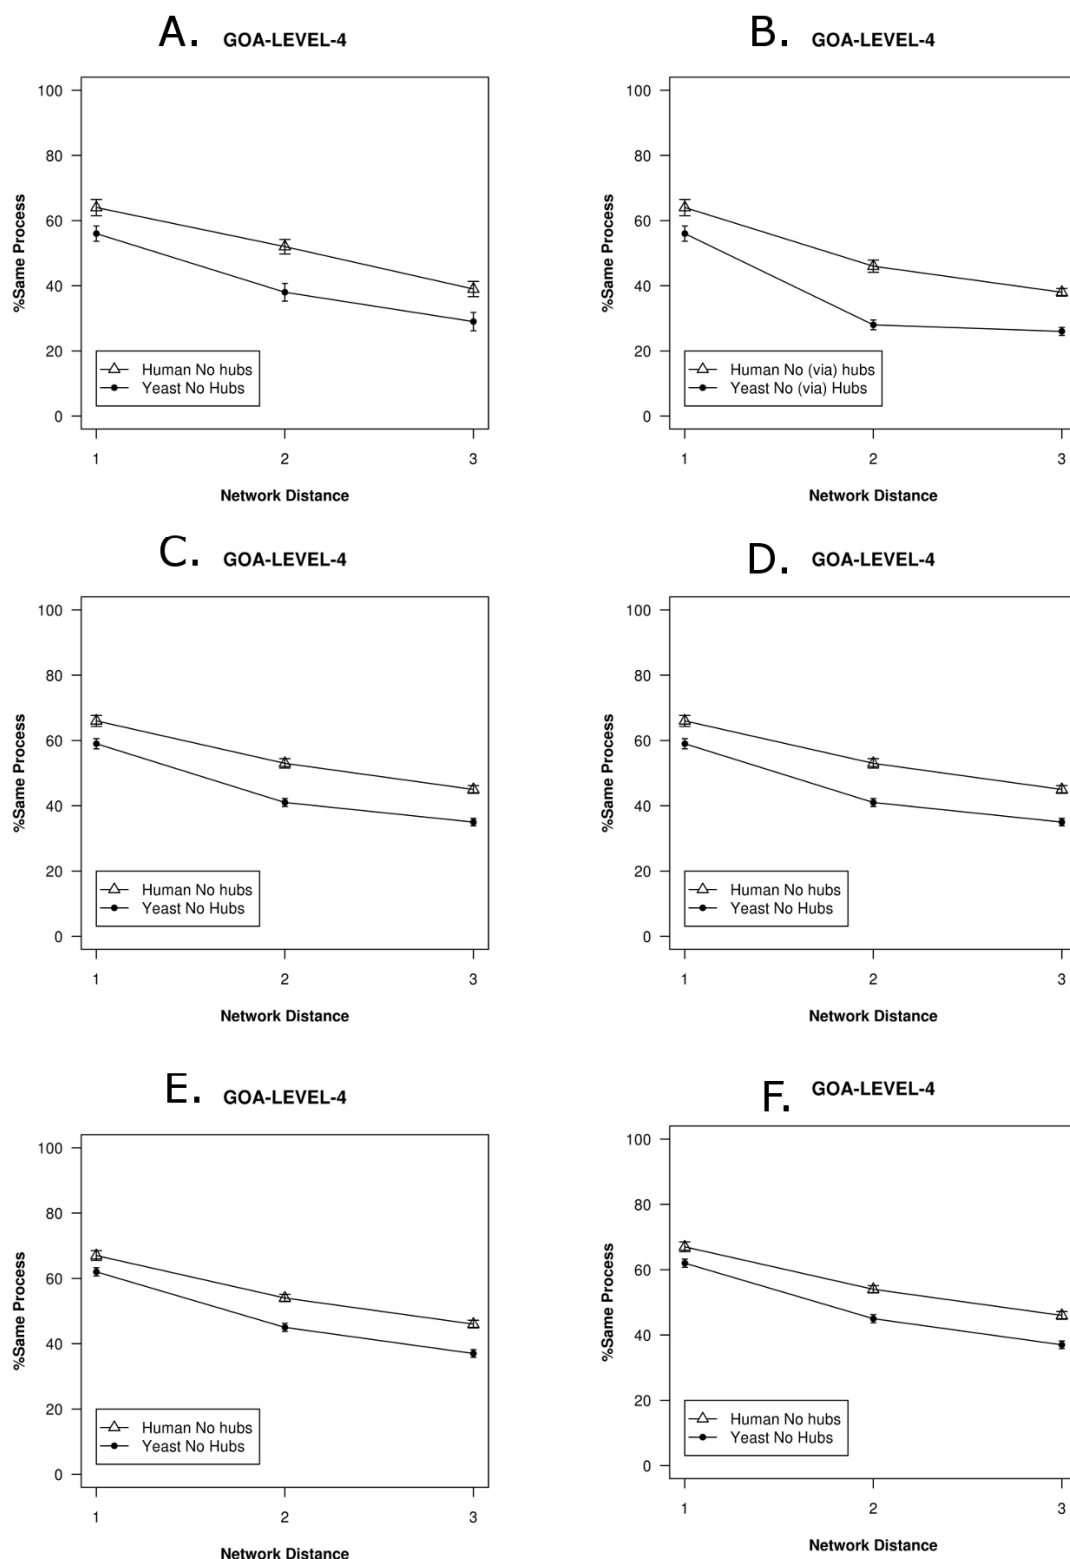 A. GOA-LEVEL-4
%Same Process
100
80
60
40
20
0
Human No hubs
Yeast No Hubs
1 2 3
Network Distance
B. GOA-LEVEL-4
%Same Process
100
80
60
40
20
0
Human No (via) hubs
Yeast No (via) Hubs
1 2 3
Network Distance
C. GOA-LEVEL-4
%Same Process
100
80
60
40
20
0
Human No hubs
Yeast No Hubs
1 2 3
Network Distance
D. GOA-LEVEL-4
%Same Process
100
80
60
40
20
0
Human No hubs
Yeast No Hubs
1 2 3
Network Distance
E. GOA-LEVEL-4
%Same Process
100
80
60
40
20
0
Human No hubs
Yeast No Hubs
1 2 3
Network Distance
F. GOA-LEVEL-4
%Same Process
100
80
60
40
20
0
Human No hubs
Yeast No Hubs
1 2 3
Network Distance